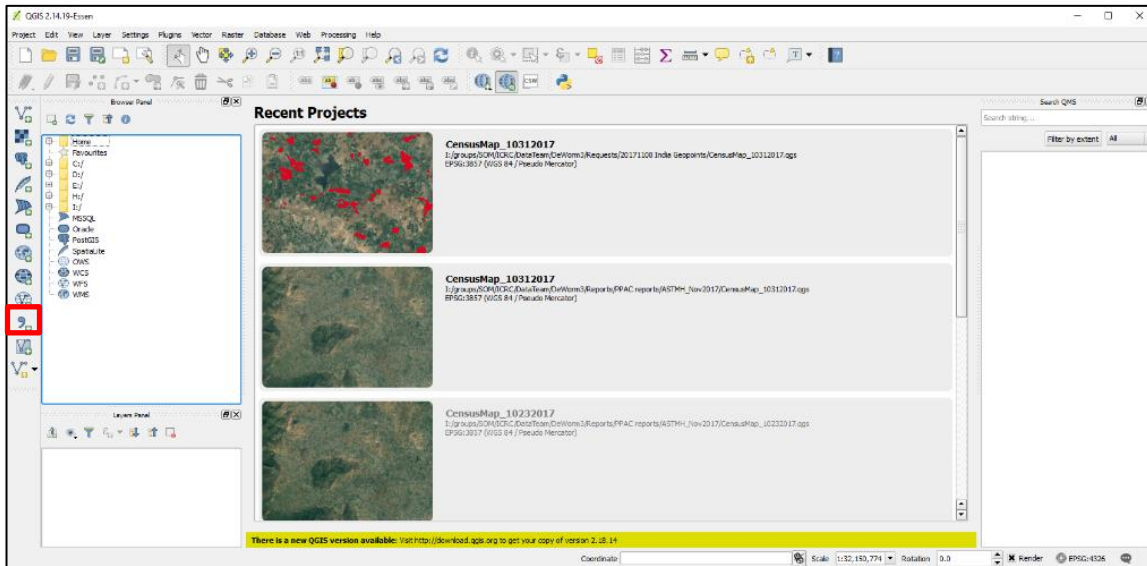 QGIS 2.14.19-Essen
Project Edit View Layer Settings Plugins Vector Raster Database Web Processing Help
CSW
Browser Panel
Home
Favourites
C:/
D:/
E:/
H:/
I:/
MSSQL
Oracle
PostGIS
SpatiaLite
OWS
WCS
WFS
WMS
Layers Panel
Recent Projects
CensusMap_10312017
I:/groups/SOM/ICRC/DataTeam/DeWorm3/Requests/20171108 India Geopoints/CensusMap_10312017.qgs
EPSG:3857 (WGS 84 / Pseudo Mercator)
CensusMap_10312017
I:/groups/SOM/ICRC/DataTeam/DeWorm3/Reports/PPAC reports/ASTMH_Nov2017/CensusMap_10312017.qgs
EPSG:3857 (WGS 84 / Pseudo Mercator)
CensusMap_10232017
I:/groups/SOM/ICRC/DataTeam/DeWorm3/Reports/PPAC reports/ASTMH_Nov2017/CensusMap_10232017.qgs
EPSG:3857 (WGS 84 / Pseudo Mercator)
There is a new QGIS version available: Visit http://download.qgis.org to get your copy of version 2.18.14
Search QMS
Search string...
Filter by extent All
Coordinate Scale 1:32,150,774 Rotation 0.0 Render EPSG:4326